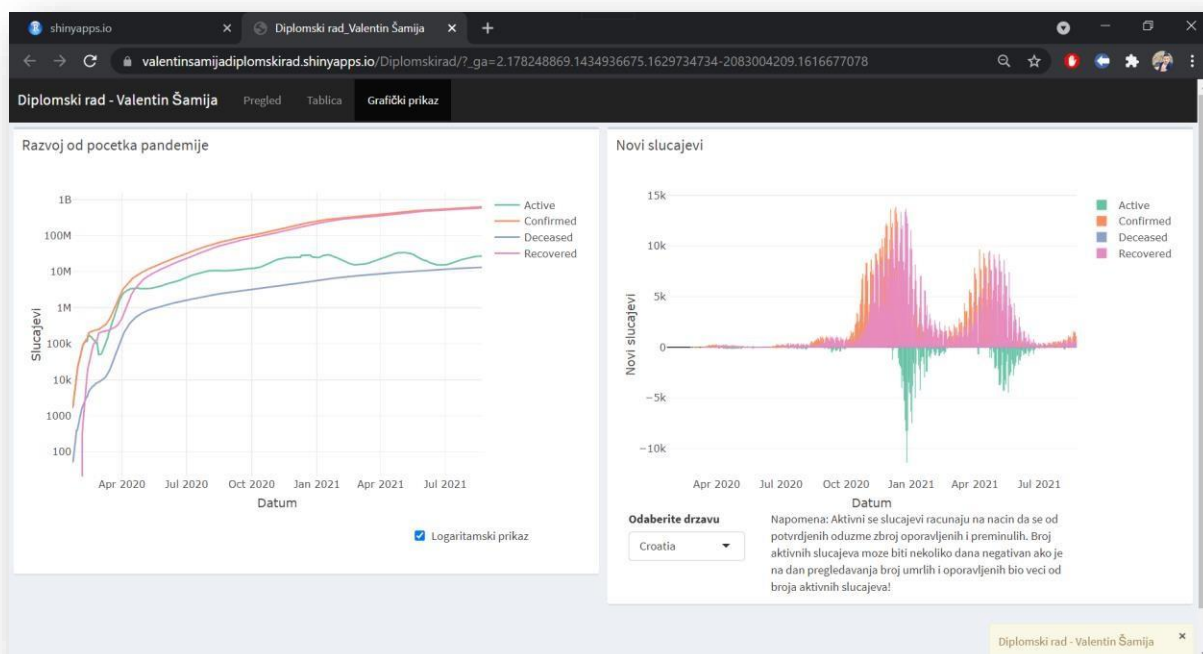 shinyapps.io
Diplomski rad_Valentin Šamija
valentinsamijadiplomskirad.shinyapps.io/Diplomskirad/?_ga=2.178248869.1434936675.1629734734-2083004209.1616677078
Diplomski rad - Valentin Šamija
Pregled
Tablica
Grafički prikaz
Razvoj od pocetka pandemije
1B
100M
10M
1M
100k
10k
1000
100
Slucajevi
Apr 2020 Jul 2020 Oct 2020 Jan 2021 Apr 2021 Jul 2021
Datum
Active
Confirmed
Deceased
Recovered
Logaritamski prikaz
Novi slucajevi
15k
10k
5k
0
−5k
−10k
Novi slucajevi
Apr 2020 Jul 2020 Oct 2020 Jan 2021 Apr 2021 Jul 2021
Datum
Active
Confirmed
Deceased
Recovered
Odaberite drzavu
Croatia
Napomena: Aktivni se slucajevi racunaju na nacin da se od
potvrdjenih oduzme zbroj oporavljenih i preminulih. Broj
aktivnih slucajeva moze biti nekoliko dana negativan ako je
na dan pregledavanja broj umrlih i oporavljenih bio veci od
broja aktivnih slucajeva!
Diplomski rad - Valentin Šamija